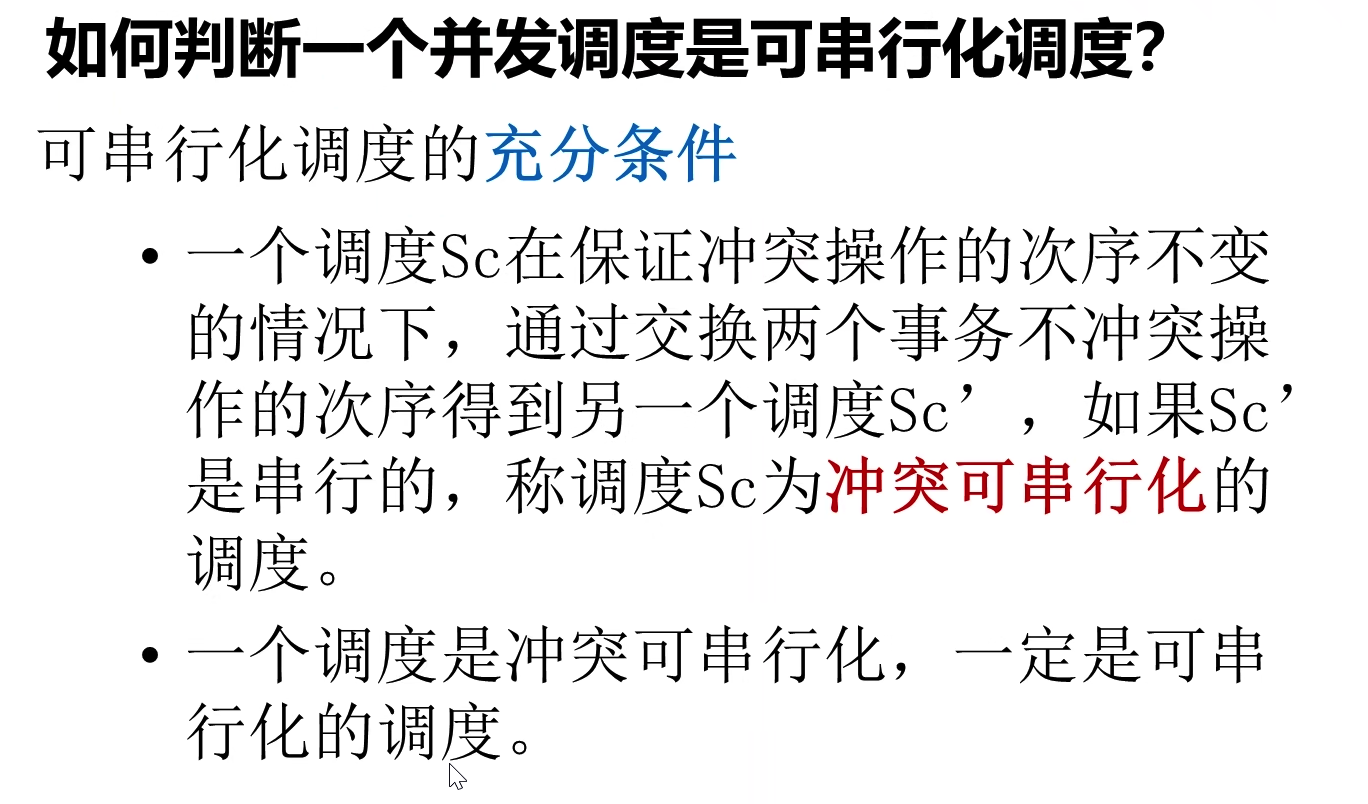 如何判断一个并发调度是可串行化调度？
可串行化调度的充分条件
• 一个调度Sc在保证冲突操作的次序不变
的情况下，通过交换两个事务不冲突操
作的次序得到另一个调度Sc’，如果Sc’
是串行的，称调度Sc为冲突可串行化的
调度。
• 一个调度是冲突可串行化，一定是可串
行化的调度。